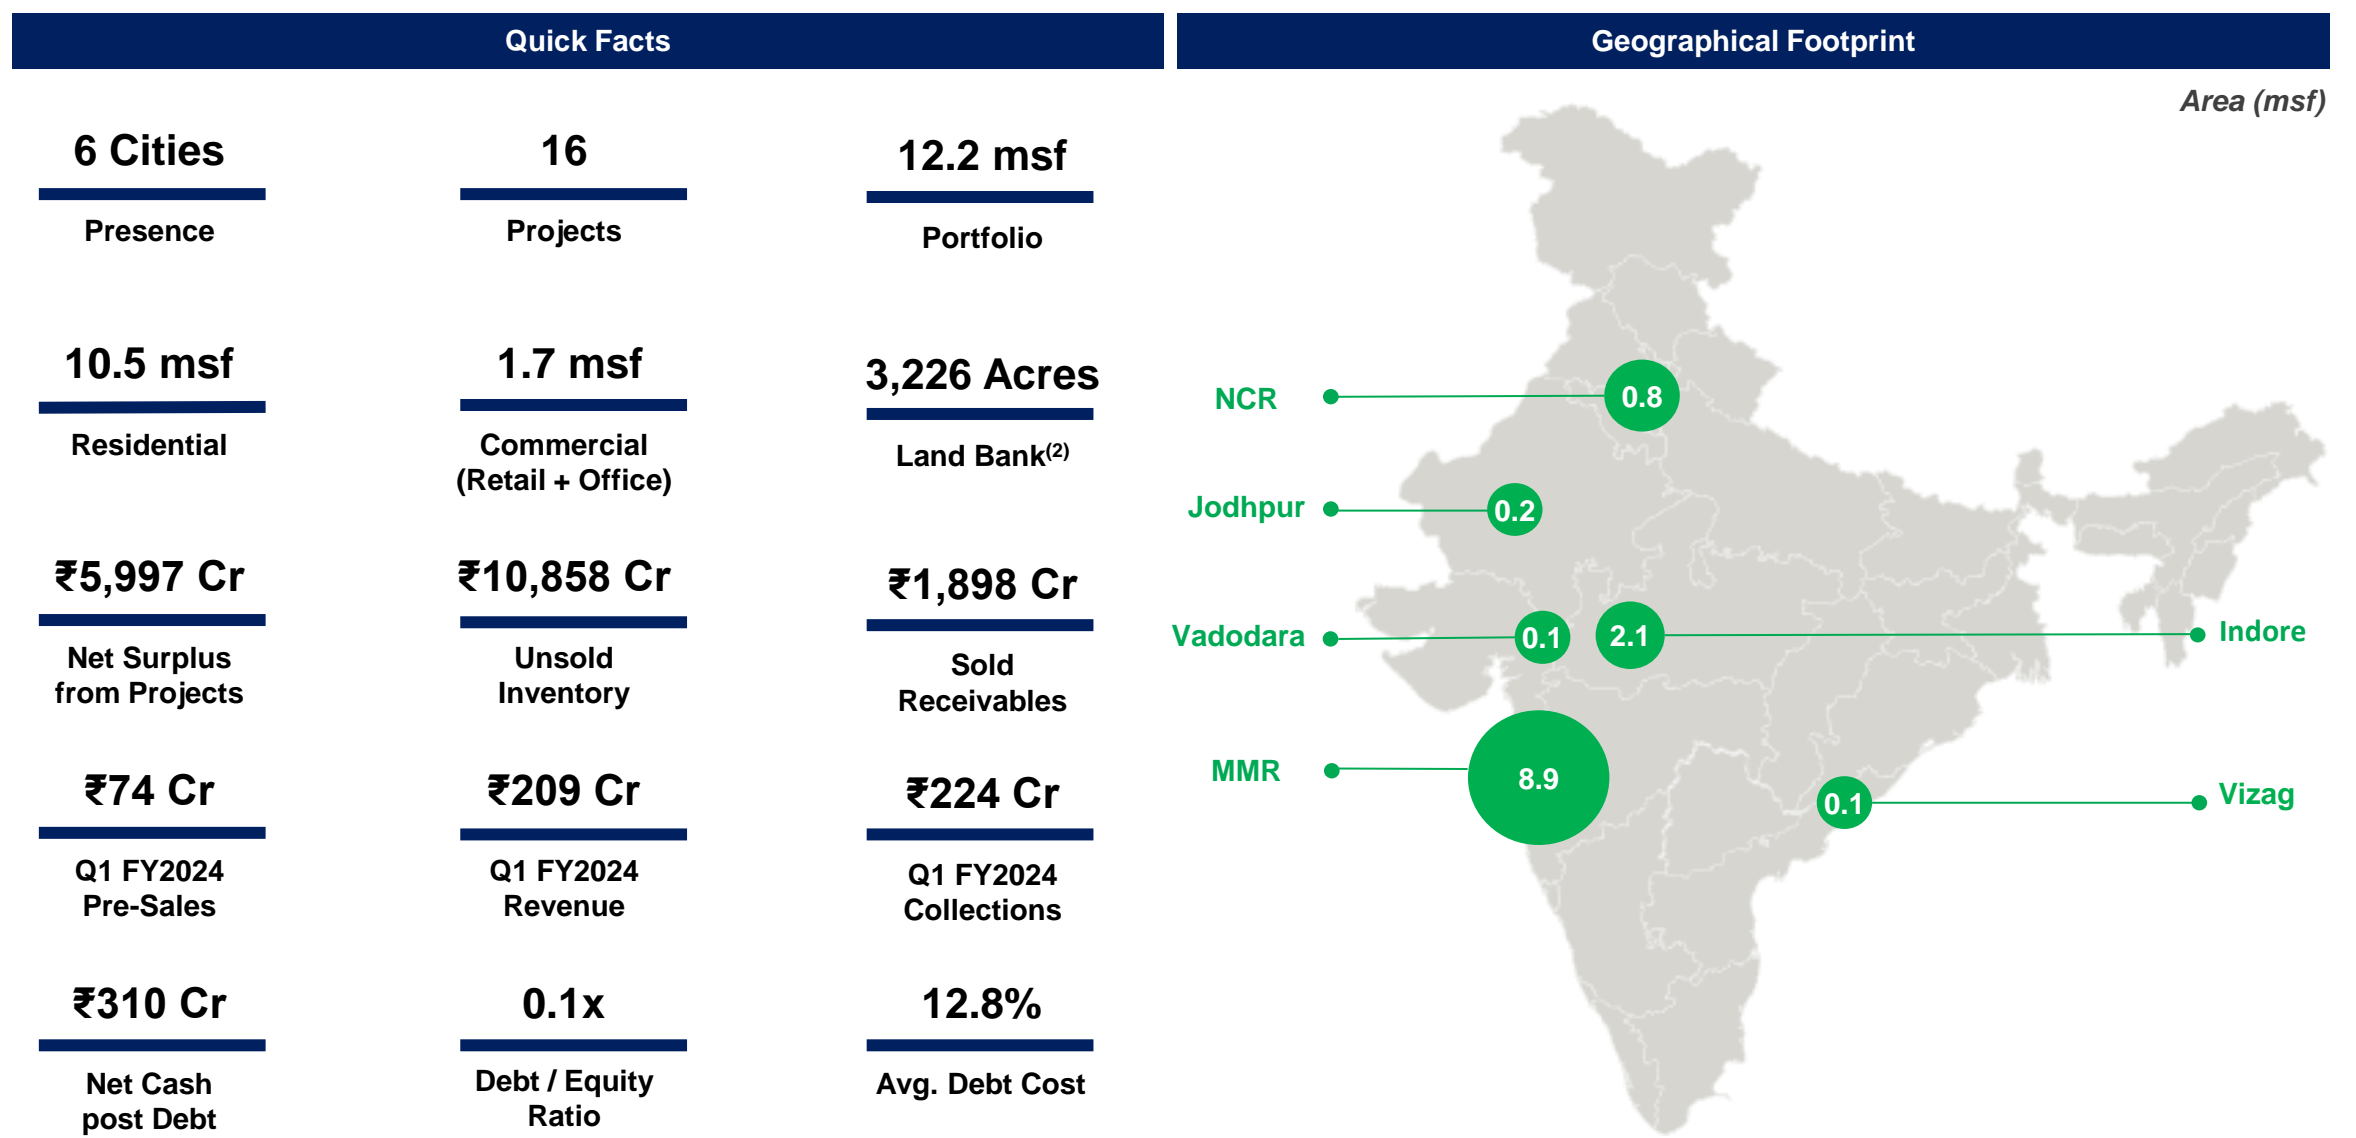 Quick Facts
6 Cities
Presence
16
Projects
12.2 msf
Portfolio
10.5 msf
Residential
1.7 msf
Commercial
(Retail + Office)
3,226 Acres
Land Bank(2)
₹5,997 Cr
Net Surplus
from Projects
₹10,858 Cr
Unsold
Inventory
₹1,898 Cr
Sold
Receivables
₹74 Cr
Q1 FY2024
Pre-Sales
₹209 Cr
Q1 FY2024
Revenue
₹224 Cr
Q1 FY2024
Collections
₹310 Cr
Net Cash
post Debt
0.1x
Debt / Equity
Ratio
12.8%
Avg. Debt Cost
Geographical Footprint
Area (msf)
NCR
0.8
Jodhpur
0.2
Vadodara
0.1
2.1
Indore
MMR
8.9
0.1
Vizag